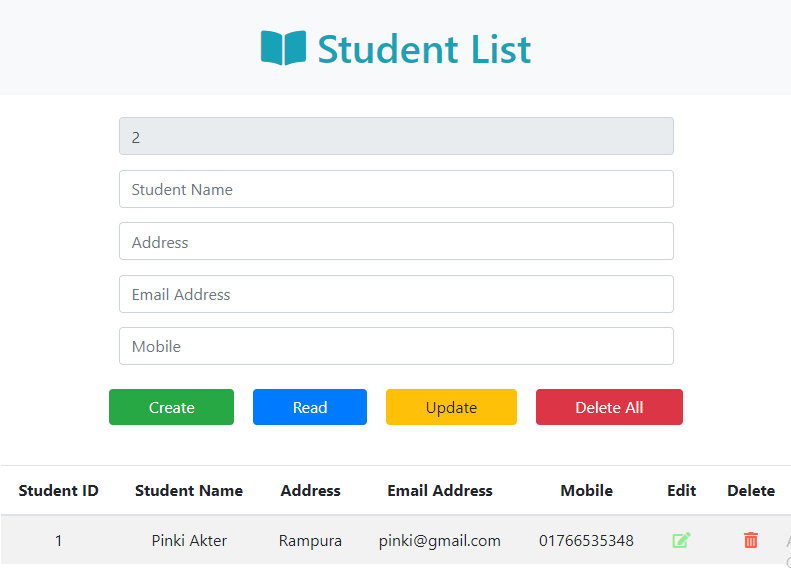 Student List
2
Student Name
Address
Email Address
Mobile
Create Read Update Delete All
Student ID Student Name Address Email Address Mobile Edit Delete
1 Pinki Akter Rampura pinki@gmail.com 01766535348